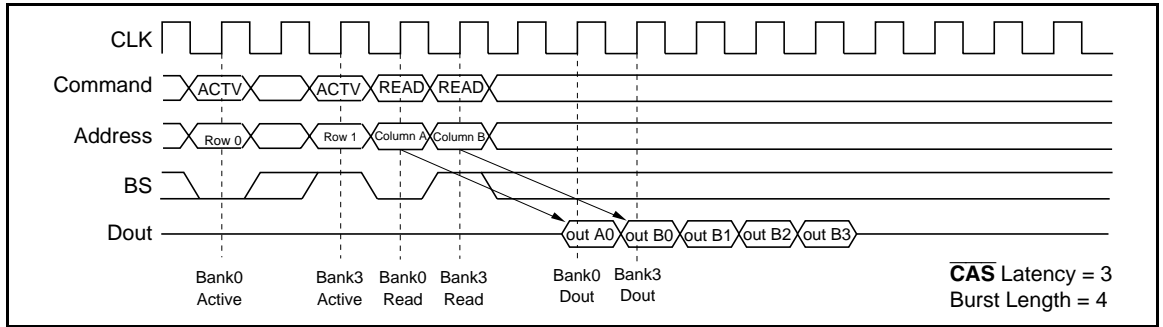 CLK
Command ACTV ACTV READ READ
Address Row 0 Row 1 Column A Column B
BS
Dout out A0 out B0 out B1 out B2 out B3
Bank0 Active
Bank3 Active
Bank0 Read
Bank3 Read
Bank0 Dout
Bank3 Dout
CAS Latency = 3
Burst Length = 4